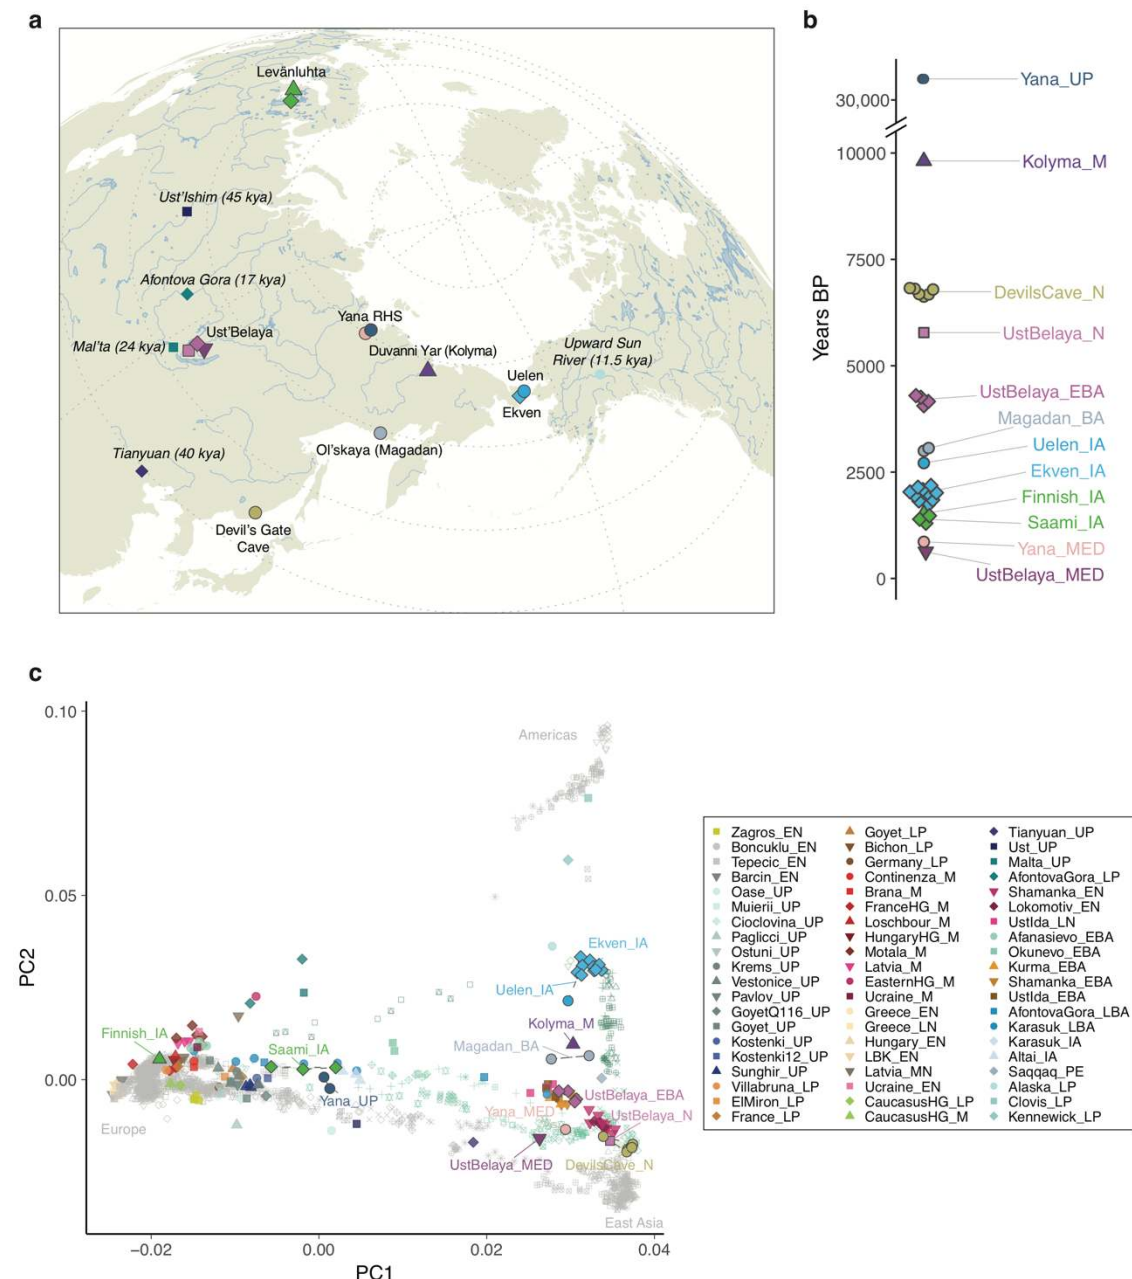 a
Levänluhta
Ust'Ishim (45 kya)
Afontova Gora (17 kya)
Mal'ta (24 kya)
Ust'Belaya
Yana RHS
Duvanni Yar (Kolyma)
Upward Sun
River (11.5 kya)
Uelen
Ekven
Ol'skaya (Magadan)
Tianyuan (40 kya)
Devil's Gate
Cave
b
Years BP
30,000
10000
7500
5000
2500
0
Yana_UP
Kolyma_M
DevilsCave_N
UstBelaya_N
UstBelaya_EBA
Magadan_BA
Uelen_IA
Ekven_IA
Finnish_IA
Saami_IA
Yana_MED
UstBelaya_MED
c
PC2
0.10
0.05
0.00
Americas
Ekven_IA
Uelen_IA
Kolyma_M
Magadan_BA
Finnish_IA
Saami_IA
Yana_UP
UstBelaya_EBA
Yana_MED
UstBelaya_N
Europe
UstBelaya_MED
DevilsCave_N
East Asia
−0.02
0.00
0.02
0.04
PC1
Zagros_EN
Boncuklu_EN
Tepecic_EN
Barcin_EN
Oase_UP
Muierii_UP
Cioclovina_UP
Paglicci_UP
Ostuni_UP
Krems_UP
Vestonice_UP
Pavlov_UP
GoyetQ116_UP
Goyet_UP
Kostenki_UP
Kostenki12_UP
Sunghir_UP
Villabruna_LP
ElMiron_LP
France_LP
Goyet_LP
Bichon_LP
Germany_LP
Continenza_M
Brana_M
FranceHG_M
Loschbour_M
HungaryHG_M
Motala_M
Latvia_M
EasternHG_M
Ucraine_M
Greece_EN
Greece_LN
Hungary_EN
LBK_EN
Latvia_MN
Ucraine_EN
CaucasusHG_LP
CaucasusHG_M
Tianyuan_UP
Ust_UP
Malta_UP
AfontovaGora_LP
Shamanka_EN
Lokomotiv_EN
UstIda_LN
Afanasievo_EBA
Okunevo_EBA
Kurma_EBA
Shamanka_EBA
UstIda_EBA
AfontovaGora_LBA
Karasuk_LBA
Karasuk_IA
Altai_IA
Saqqaq_PE
Alaska_LP
Clovis_LP
Kennewick_LP